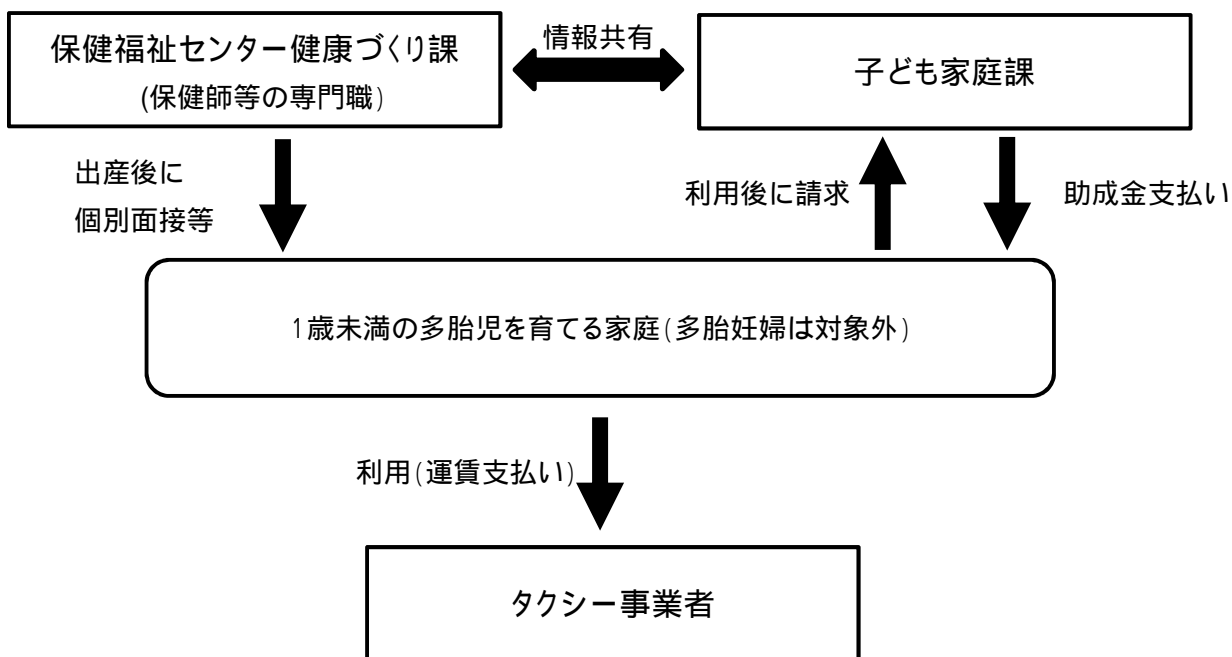 保健福祉センター健康づくり課
(保健師等の専門職)
情報共有
子ども家庭課
出産後に
個別面接等
利用後に請求
助成金支払い
1歳未満の多胎児を育てる家庭(多胎妊婦は対象外)
利用(運賃支払い)
タクシー事業者